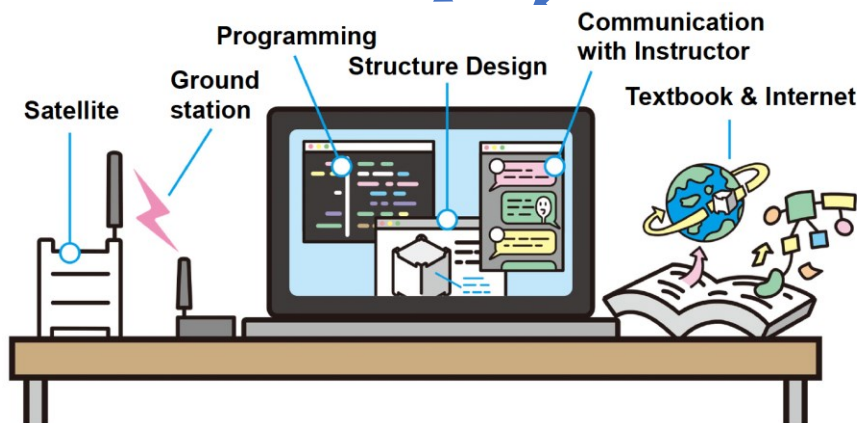 Communication
with Instructor
Programming
Structure Design
Ground
station
Satellite
Textbook & Internet